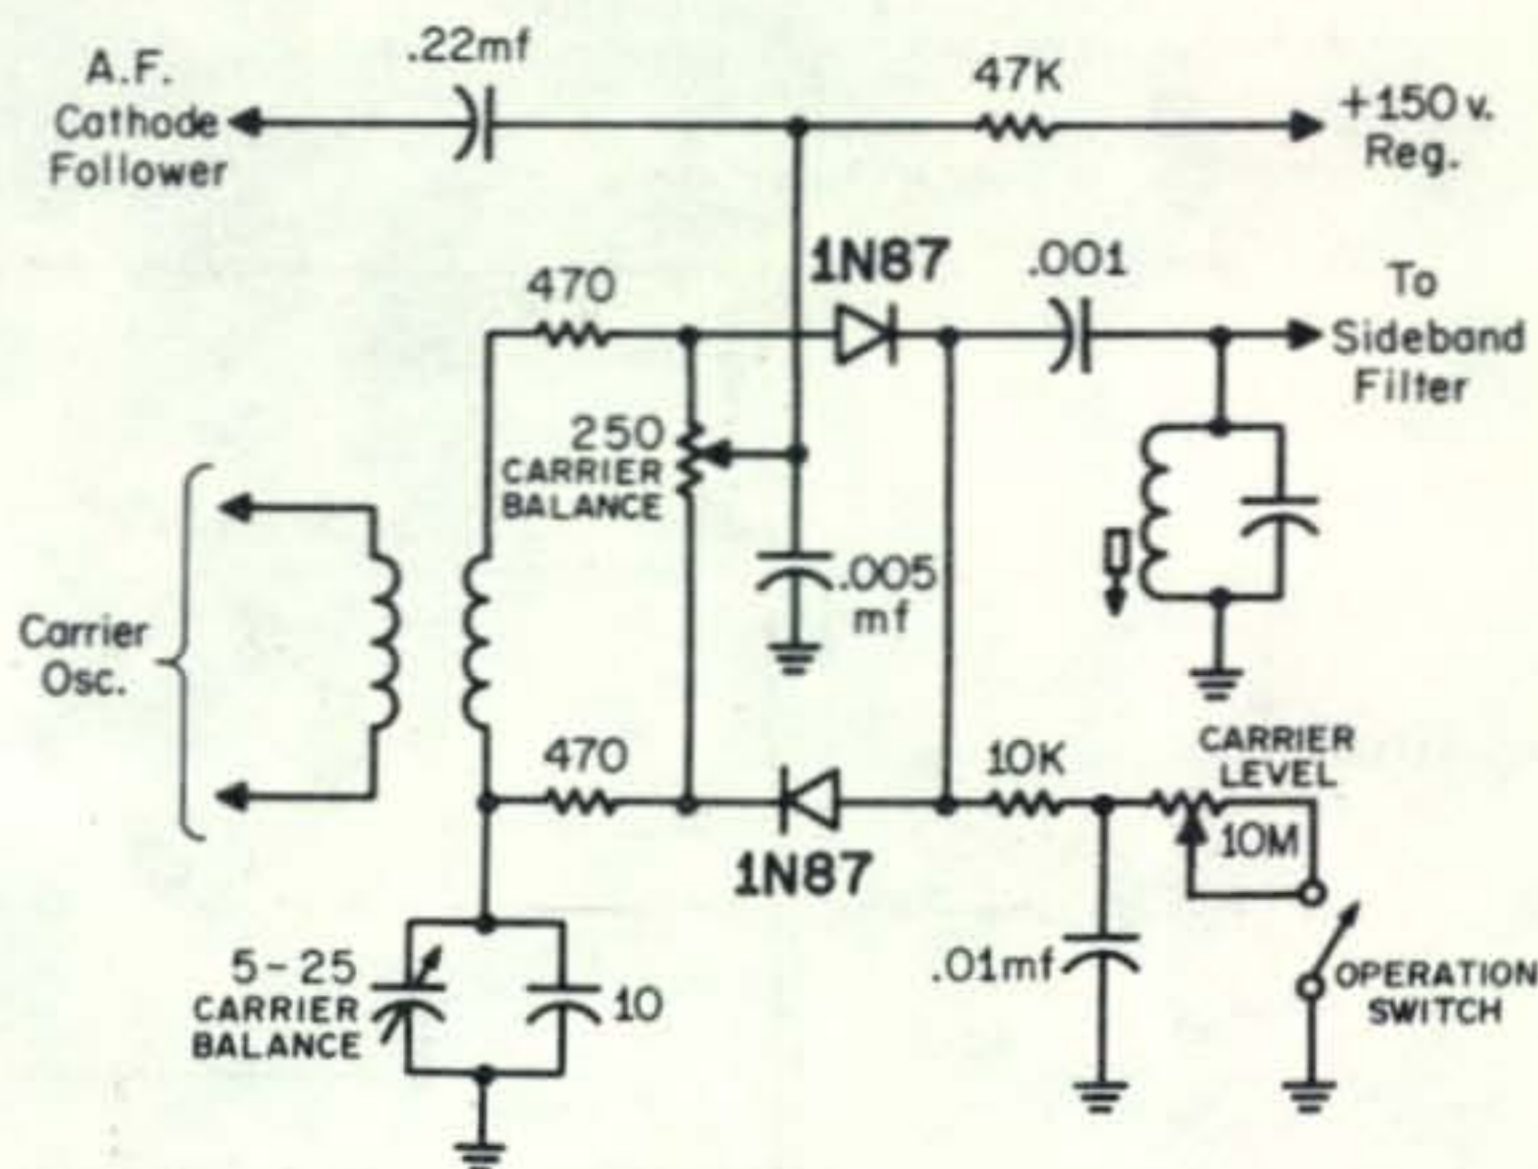 A.F.
Cathode
Follower
.22mf
47K
+150v.
Reg.
470
1N87
.001
To
Sideband
Filter
250
CARRIER
BALANCE
.005
mf
Carrier
Osc.
470
1N87
10K
CARRIER
LEVEL
10M
5-25
CARRIER
BALANCE
10
.01mf
OPERATION
SWITCH